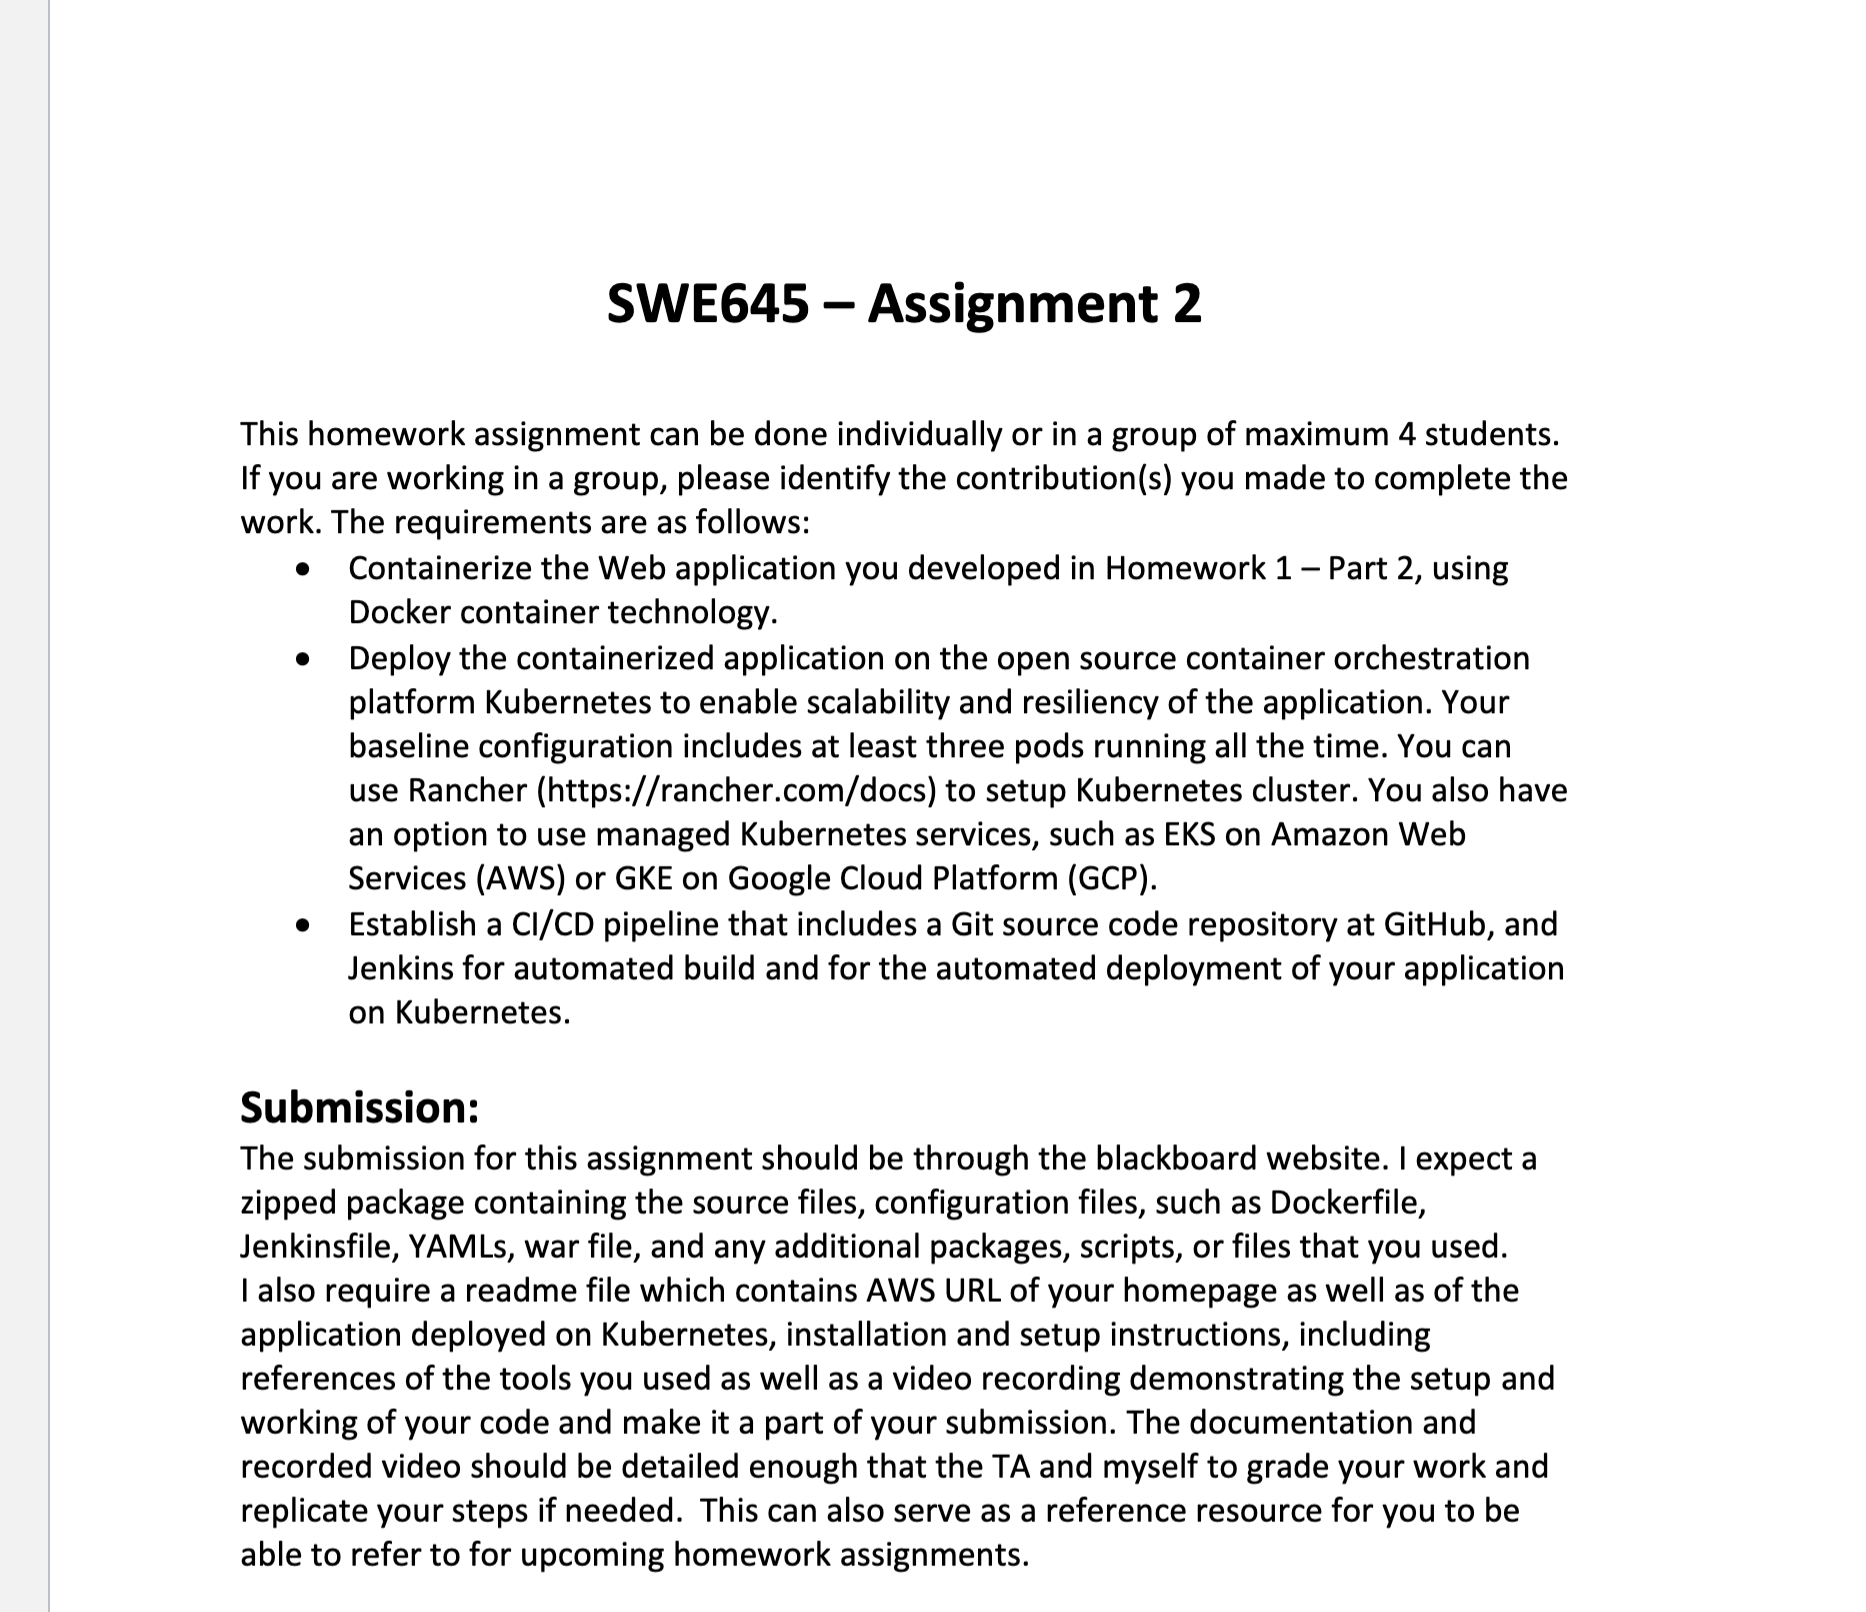 SWE645 – Assignment 2
This homework assignment can be done individually or in a group of maximum 4 students.
If you are working in a group, please identify the contribution(s) you made to complete the
work. The requirements are as follows:
• Containerize the Web application you developed in Homework 1 – Part 2, using
Docker container technology.
• Deploy the containerized application on the open source container orchestration
platform Kubernetes to enable scalability and resiliency of the application. Your
baseline configuration includes at least three pods running all the time. You can
use Rancher (https://rancher.com/docs) to setup Kubernetes cluster. You also have
an option to use managed Kubernetes services, such as EKS on Amazon Web
Services (AWS) or GKE on Google Cloud Platform (GCP).
• Establish a CI/CD pipeline that includes a Git source code repository at GitHub, and
Jenkins for automated build and for the automated deployment of your application
on Kubernetes.
Submission:
The submission for this assignment should be through the blackboard website. I expect a
zipped package containing the source files, configuration files, such as Dockerfile,
Jenkinsfile, YAMLs, war file, and any additional packages, scripts, or files that you used.
I also require a readme file which contains AWS URL of your homepage as well as of the
application deployed on Kubernetes, installation and setup instructions, including
references of the tools you used as well as a video recording demonstrating the setup and
working of your code and make it a part of your submission. The documentation and
recorded video should be detailed enough that the TA and myself to grade your work and
replicate your steps if needed.  This can also serve as a reference resource for you to be
able to refer to for upcoming homework assignments.